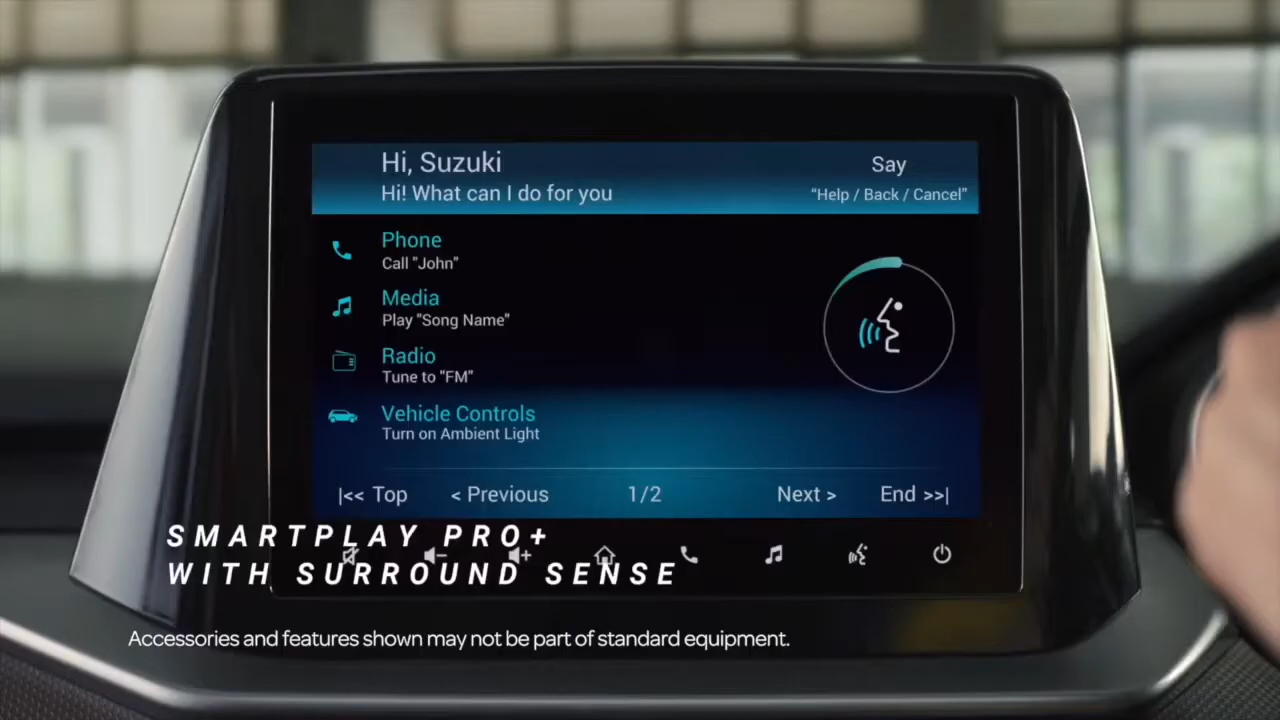 Hi, Suzuki
Hi! What can I do for you
Say
“Help / Back / Cancel”
Phone
Call "John"
Media
Play "Song Name"
Radio
Tune to "FM"
Vehicle Controls
Turn on Ambient Light
|<< Top < Previous 1/2 Next > End >>|
SMARTPLAY PRO+
WITH SURROUND SENSE
Accessories and features shown may not be part of standard equipment.